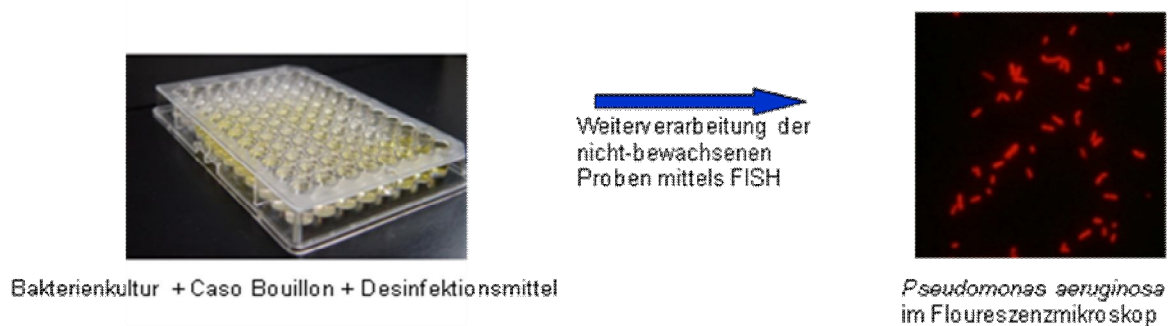 Weiterverarbeitung der
nicht-bewachsenen
Proben mittels FISH
Bakterienkultur + Caso Bouillon + Desinfektionsmittel
Pseudomonas aeruginosa
im Floureszenzmikroskop